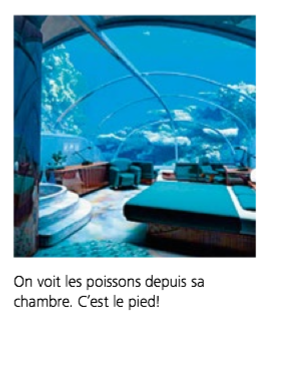 On voit les poissons depuis sa
chambre. C’est le pied!